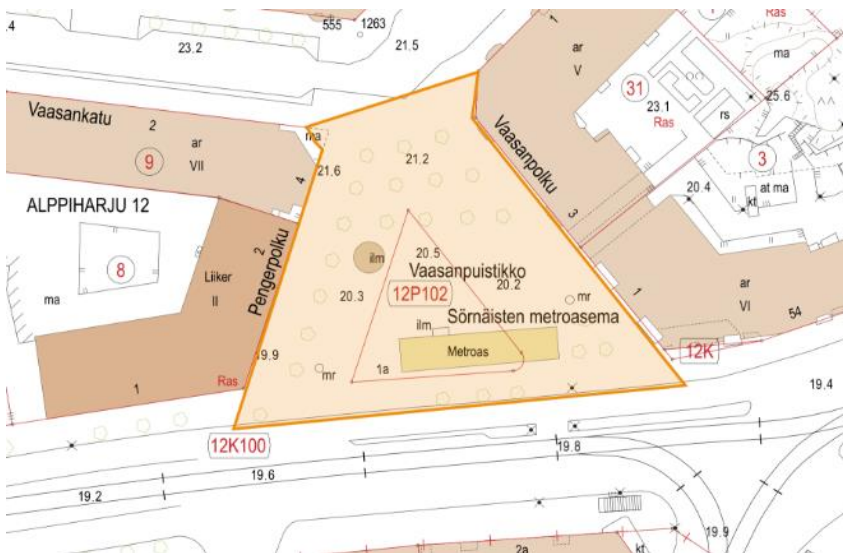 555
1263
.4
23.2
21.5
Ras
ar
V
31
23.1
Ras
rs
ma
25.6
3
Vaasankatu
2
ar
VII
9
4
ma
21.6
21.2
Vaasanpolku
1
3
20.4
kt
at ma
ALPPIHARJU 12
8
ma
Liiker
II
2
Pengerpolku
ilm
20.5
Vaasanpuistikko
20.2
12P102
20.3
mr
Sörnäisten metroasema
ilm
Metroas
1a
mr
19.9
1
ar
VI
54
12K
1
Ras
19.4
12K100
19.2
19.6
19.8
19.9
2a
kt